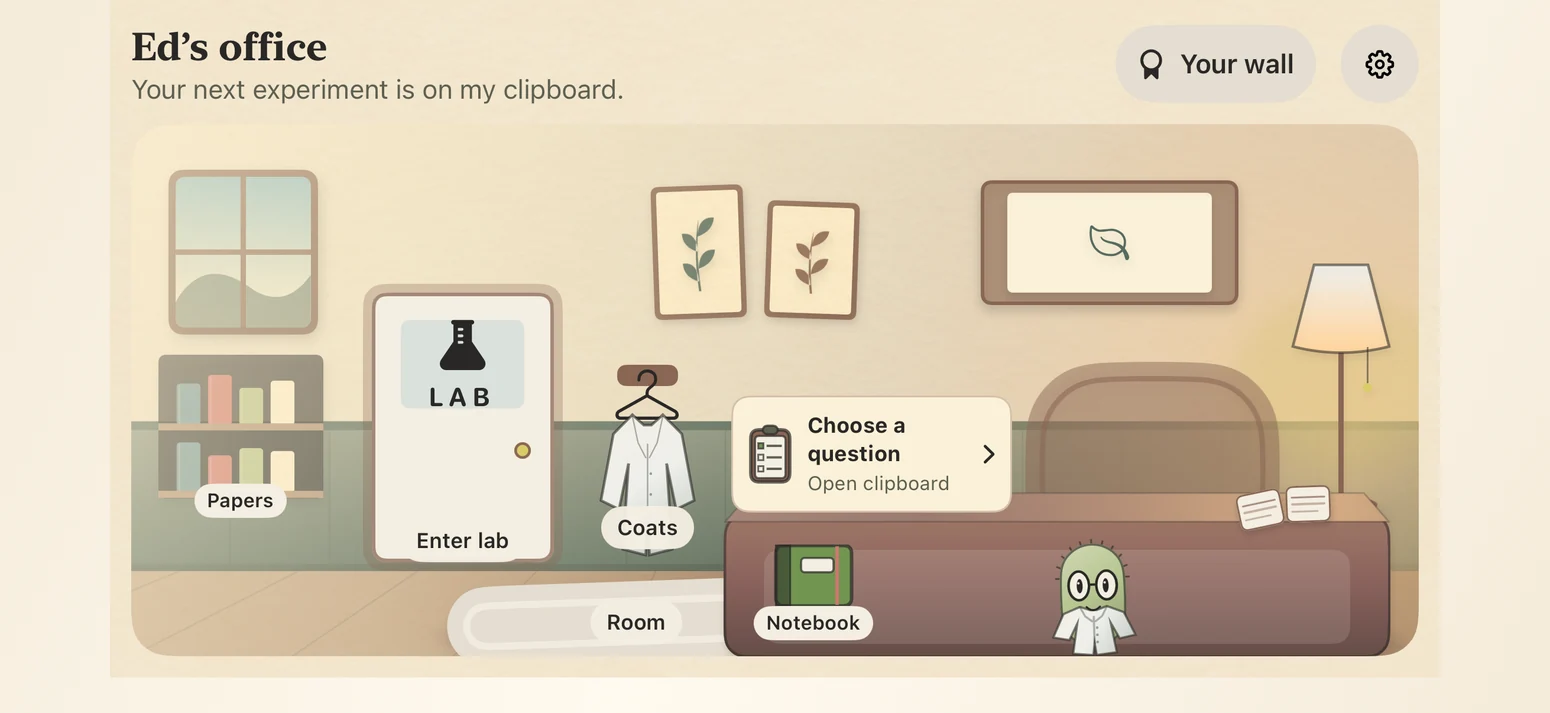 Ed’s office
Your next experiment is on my clipboard.
Your wall
LAB
Choose a
question
Open clipboard
Papers
Enter lab
Coats
Room
Notebook